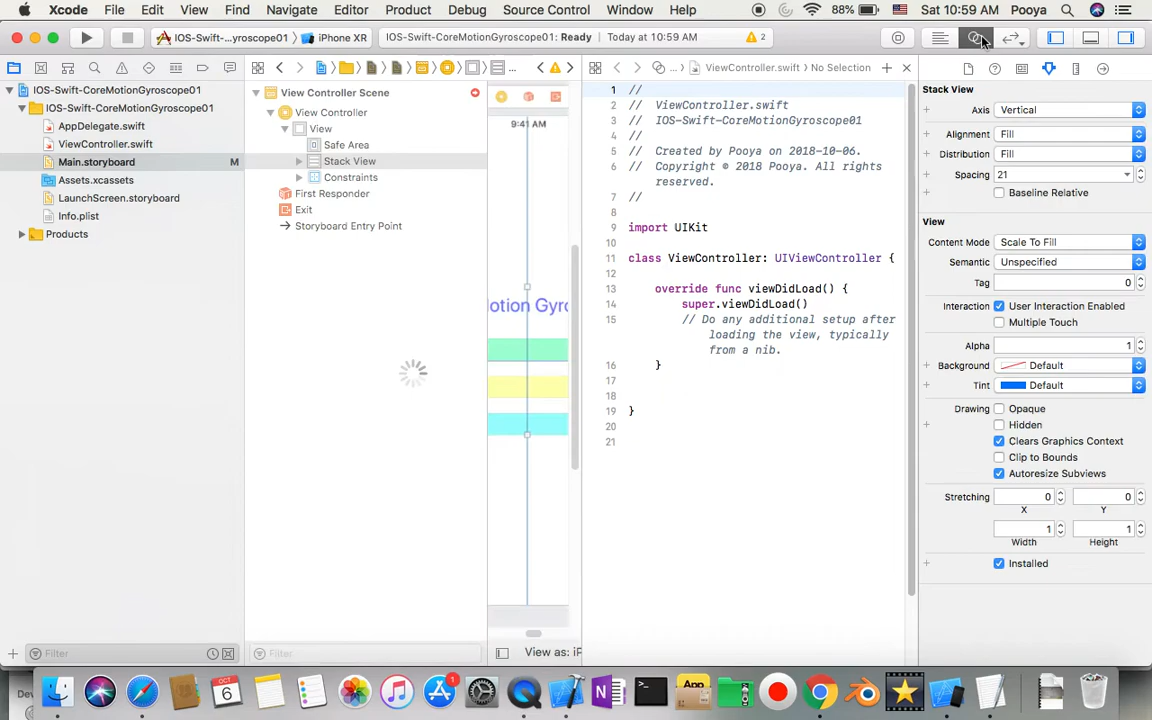 Xcode File Edit View Find Navigate Editor Product Debug Editor Source Control Window Help 88% Sat 10:59 AM Pooya
IOS-Swift-...yroscope01 iPhone XR IOS-Swift-CoreMotionGyroscope01: Ready Today at 10:59 AM 2
IOS-Swift-CoreMotionGyroscope01
IOS-Swift-CoreMotionGyroscope01
AppDelegate.swift
ViewController.swift
Main.storyboard M
Assets.xcassets
LaunchScreen.storyboard
Info.plist
Products
Filter
View Controller Scene
View Controller
View
Safe Area
Stack View
Constraints
First Responder
Exit
Storyboard Entry Point
Filter
9:41 AM
otion Gyro
View as: iP
ViewController.swift No Selection
1 //
2 // ViewController.swift
3 // IOS-Swift-CoreMotionGyroscope01
4 //
5 // Created by Pooya on 2018-10-06.
6 // Copyright © 2018 Pooya. All rights
reserved.
7 //
8
9 import UIKit
10
11 class ViewController: UIViewController {
12
13 override func viewDidLoad() {
14 super.viewDidLoad()
15 // Do any additional setup after
loading the view, typically
from a nib.
16 }
17
18
19 }
20
21
Stack View
Axis Vertical
Alignment Fill
Distribution Fill
Spacing 21
Baseline Relative
View
Content Mode Scale To Fill
Semantic Unspecified
Tag 0
Interaction User Interaction Enabled
Multiple Touch
Alpha 1
Background Default
Tint Default
Drawing Opaque
Hidden
Clears Graphics Context
Clip to Bounds
Autoresize Subviews
Stretching 0 0
X Y
1 1
Width Height
Installed
6
1
App